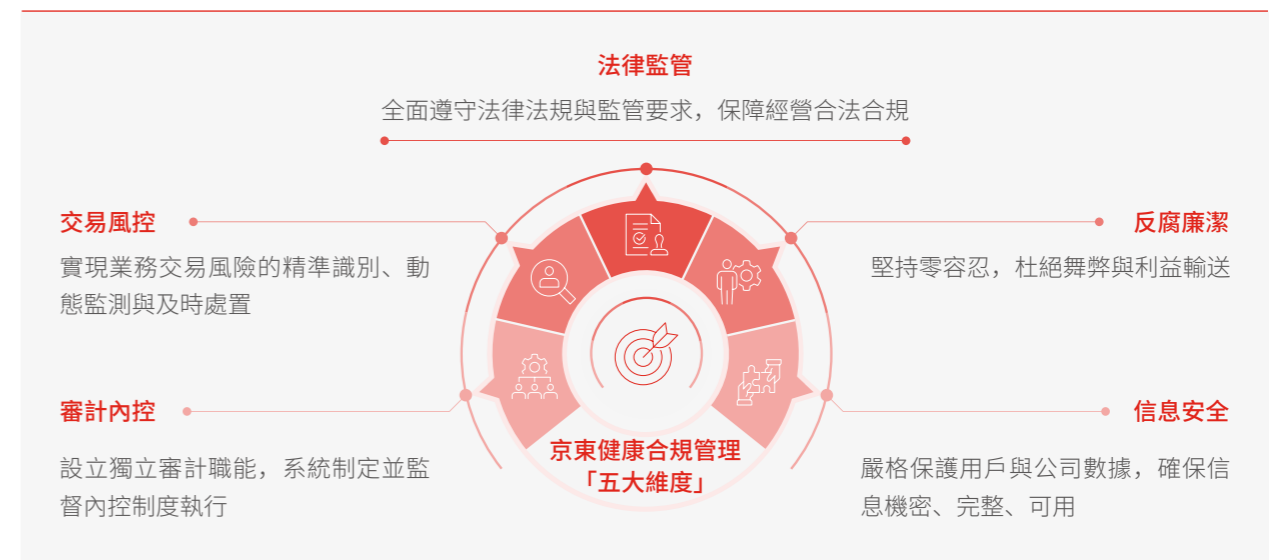 法律監管
全面遵守法律法規與監管要求，保障經營合法合規
交易風控
實現業務交易風險的精準識別、動
態監測與及時處置
反腐廉潔
堅持零容忍，杜絕舞弊與利益輸送
審計內控
設立獨立審計職能，系統制定並監
督內控制度執行
信息安全
嚴格保護用戶與公司數據，確保信
息機密、完整、可用
京東健康合規管理
「五大維度」